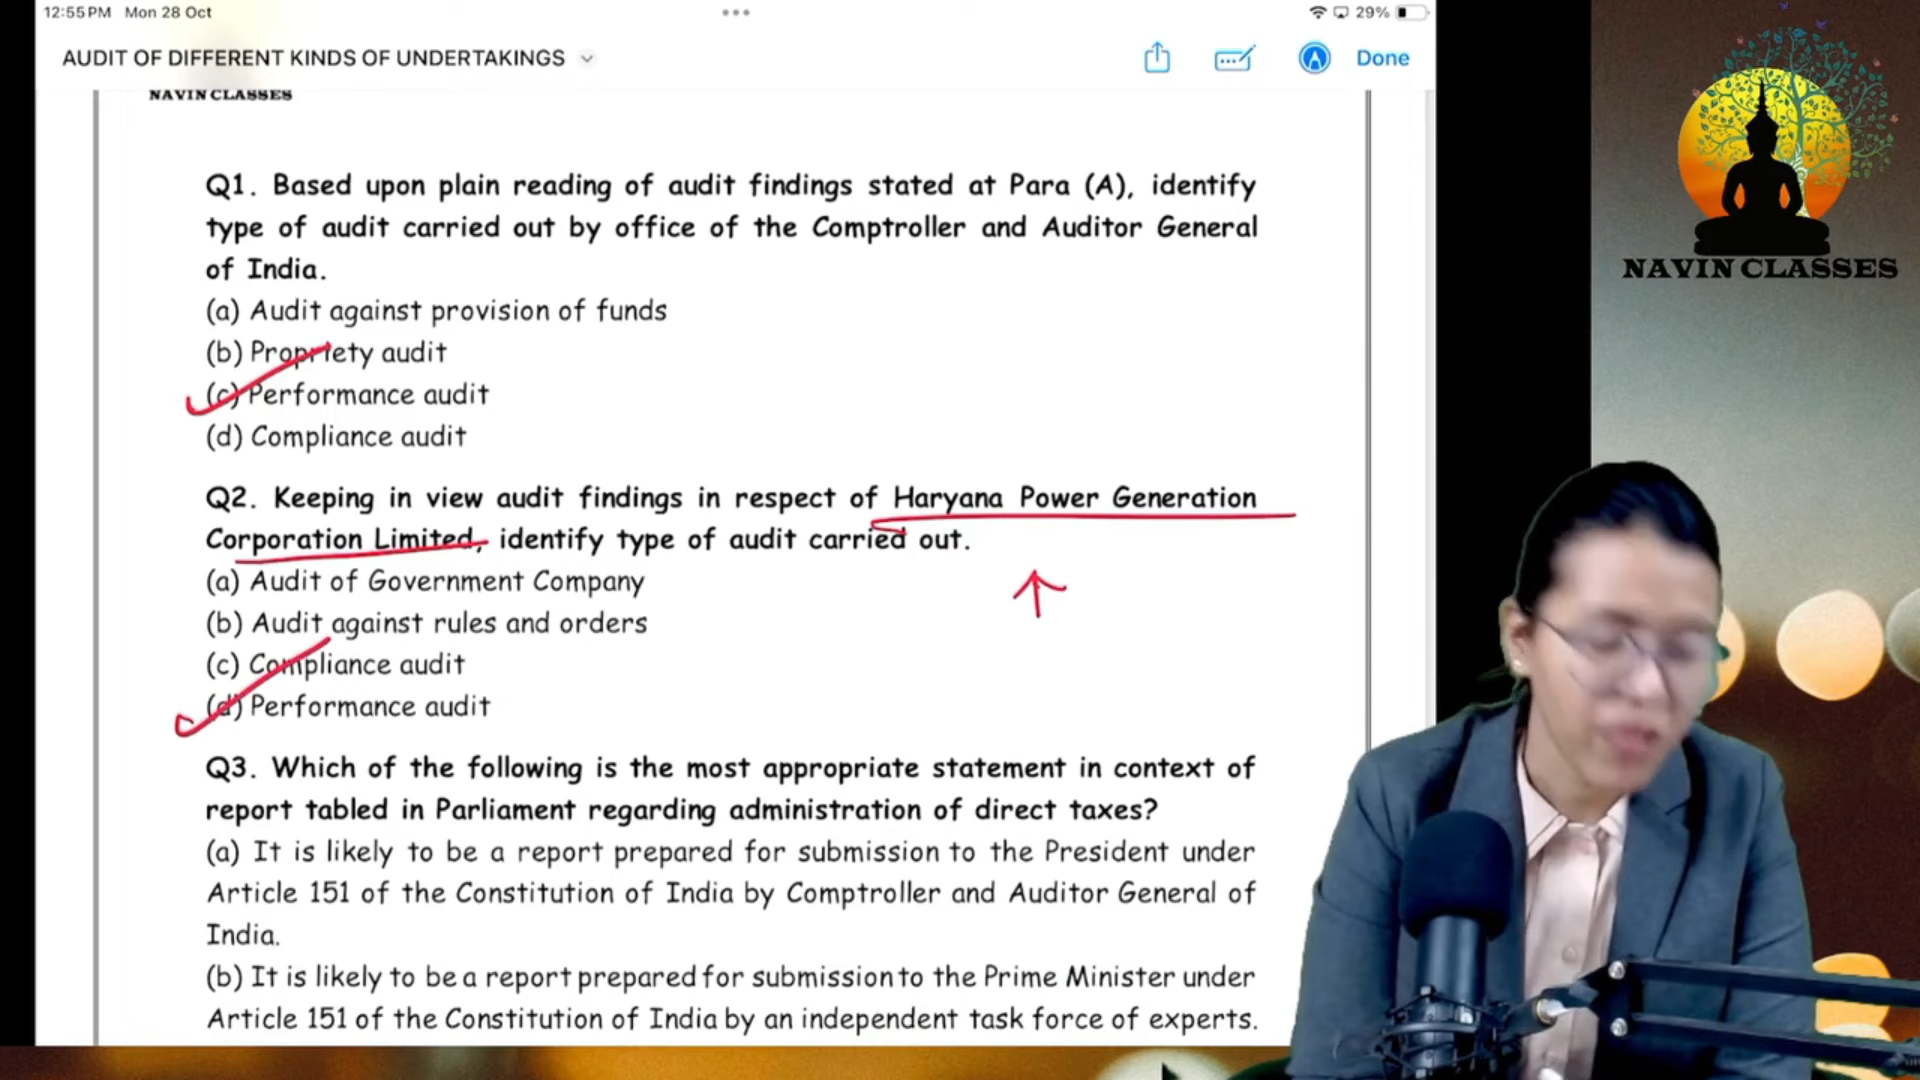 12:55 PM Mon 28 Oct
29%
AUDIT OF DIFFERENT KINDS OF UNDERTAKINGS
Done
NAVIN CLASSES
Q1. Based upon plain reading of audit findings stated at Para (A), identify
type of audit carried out by office of the Comptroller and Auditor General
of India.
(a) Audit against provision of funds
(b) Propriety audit
(c) Performance audit
(d) Compliance audit
Q2. Keeping in view audit findings in respect of Haryana Power Generation
Corporation Limited, identify type of audit carried out.
(a) Audit of Government Company
(b) Audit against rules and orders
(c) Compliance audit
(d) Performance audit
Q3. Which of the following is the most appropriate statement in context of
report tabled in Parliament regarding administration of direct taxes?
(a) It is likely to be a report prepared for submission to the President under
Article 151 of the Constitution of India by Comptroller and Auditor General of
India.
(b) It is likely to be a report prepared for submission to the Prime Minister under
Article 151 of the Constitution of India by an independent task force of experts.
NAVIN CLASSES